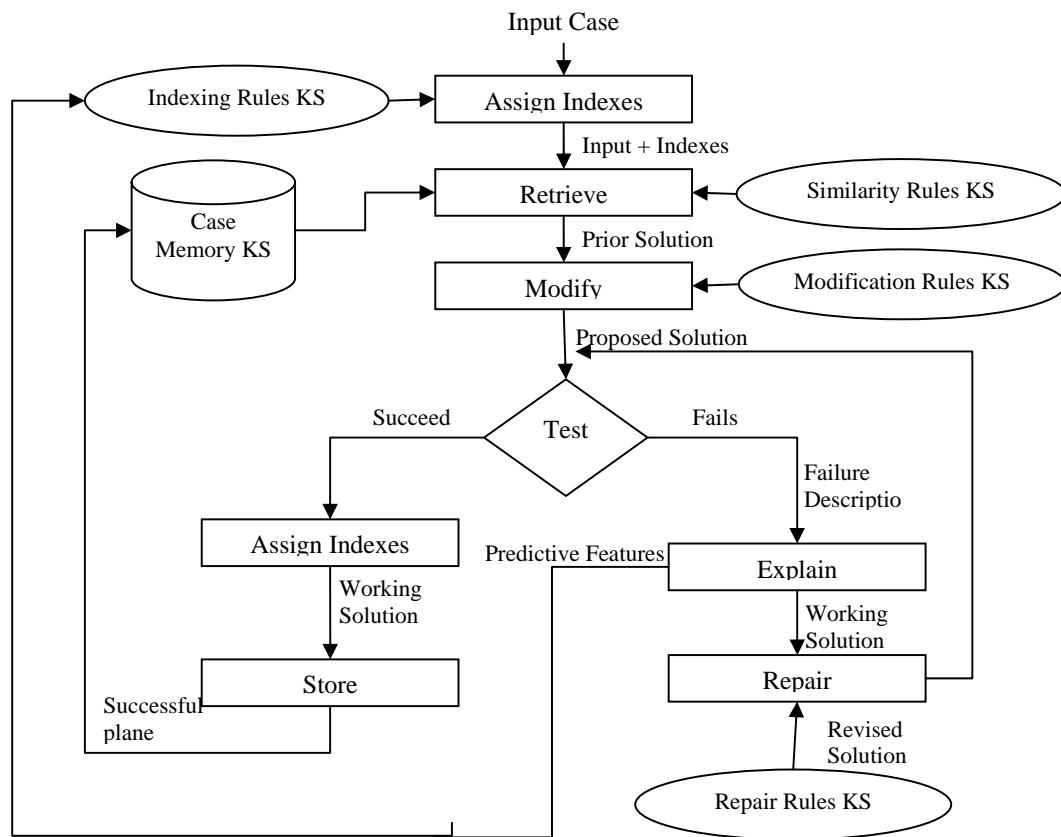 Input Case
Indexing Rules KS
Assign Indexes
Input + Indexes
Case
Memory KS
Retrieve
Similarity Rules KS
Prior Solution
Modify
Modification Rules KS
Proposed Solution
Succeed
Test
Fails
Failure
Descriptio
Assign Indexes
Predictive Features
Explain
Working
Solution
Working
Solution
Store
Repair
Successful
plane
Revised
Solution
Repair Rules KS